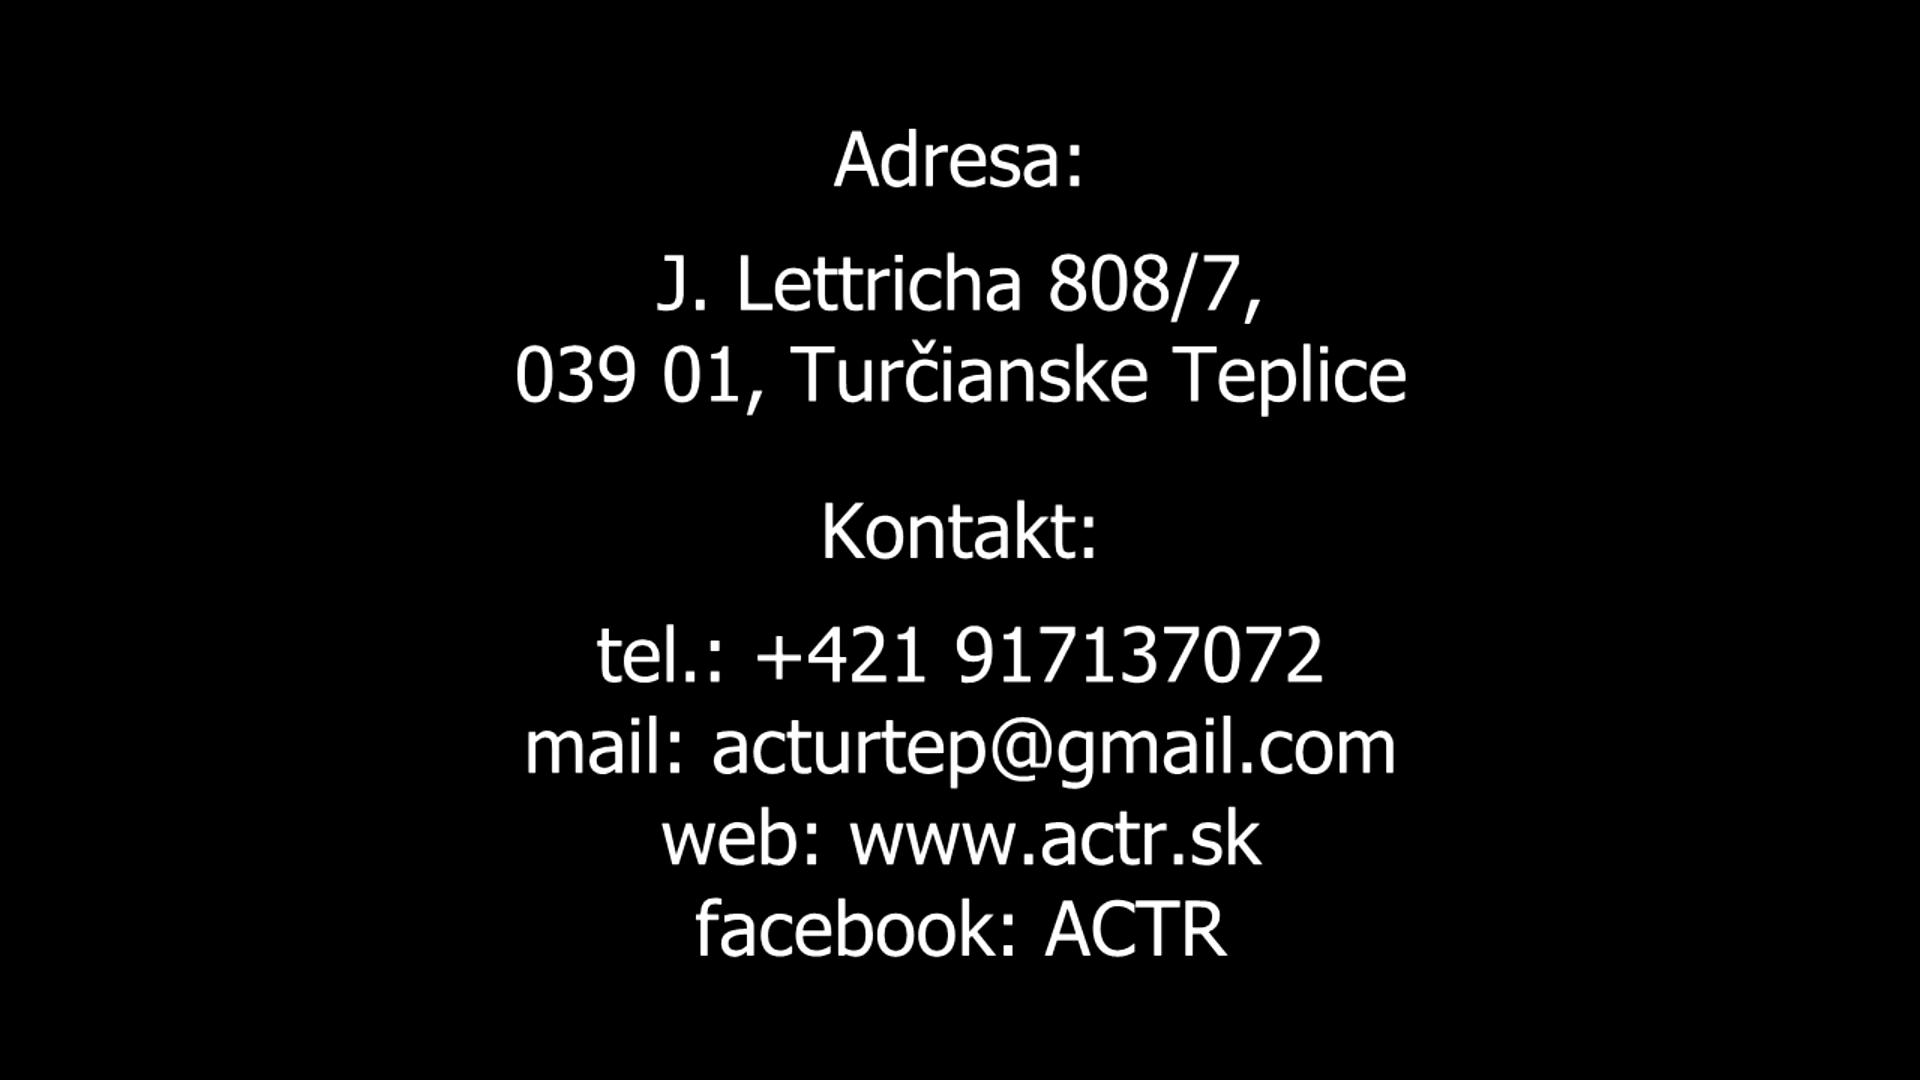 Adresa:
J. Lettricha 808/7,
039 01, Turčianske Teplice
Kontakt:
tel.: +421 917137072
mail: acturtep@gmail.com
web: www.actr.sk
facebook: ACTR